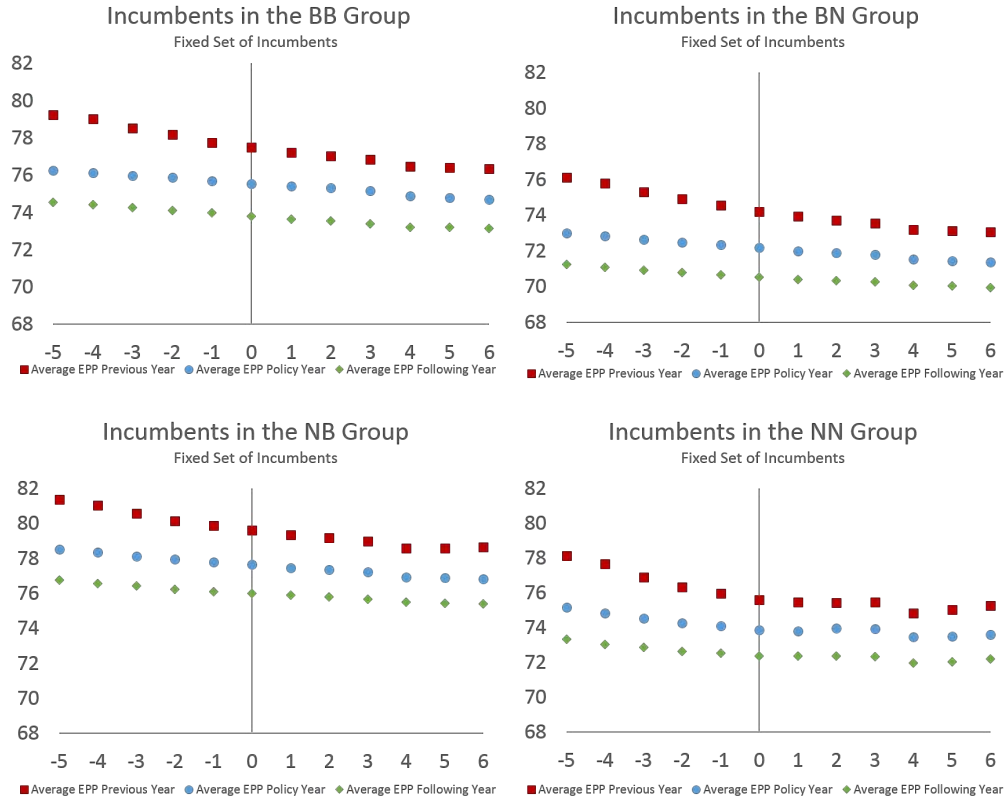 Incumbents in the BB Group
Fixed Set of Incumbents
82
80
78
76
74
72
70
68
-5 -4 -3 -2 -1 0 1 2 3 4 5 6
Average EPP Previous Year Average EPP Policy Year Average EPP Following Year
Incumbents in the BN Group
Fixed Set of Incumbents
82
80
78
76
74
72
70
68
-5 -4 -3 -2 -1 0 1 2 3 4 5 6
Average EPP Previous Year Average EPP Policy Year Average EPP Following Year
Incumbents in the NB Group
Fixed Set of Incumbents
82
80
78
76
74
72
70
68
-5 -4 -3 -2 -1 0 1 2 3 4 5 6
Average EPP Previous Year Average EPP Policy Year Average EPP Following Year
Incumbents in the NN Group
Fixed Set of Incumbents
82
80
78
76
74
72
70
68
-5 -4 -3 -2 -1 0 1 2 3 4 5 6
Average EPP Previous Year Average EPP Policy Year Average EPP Following Year